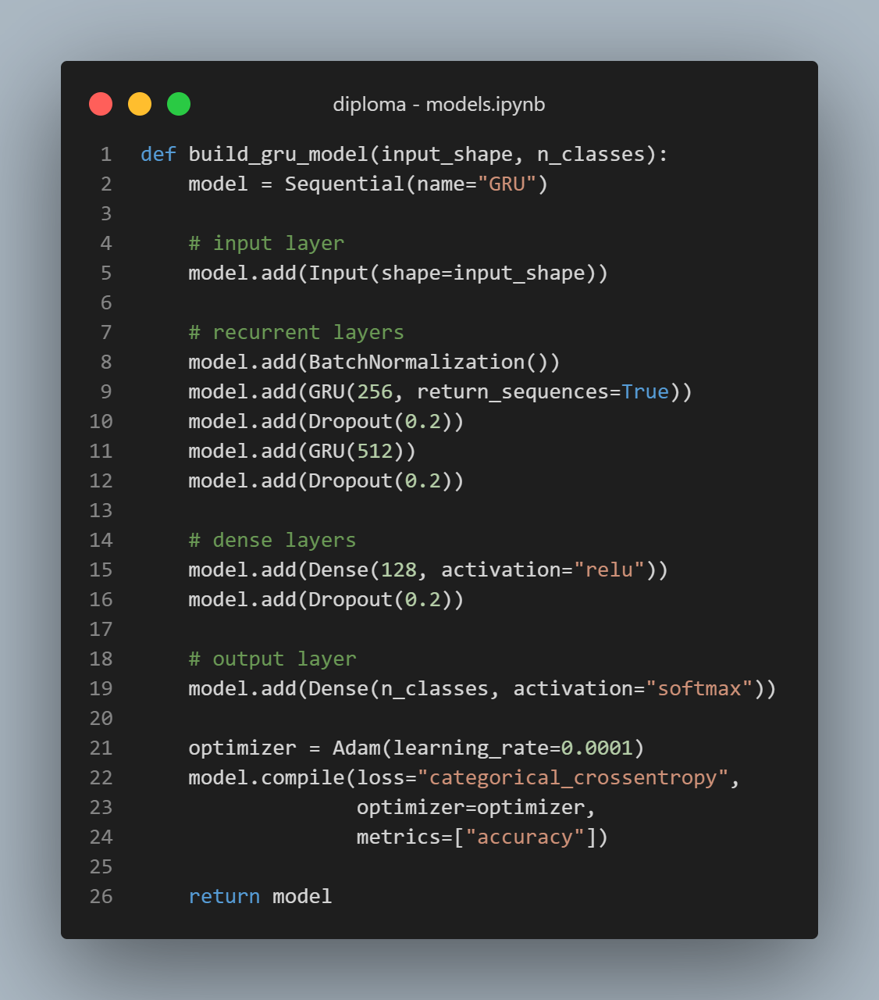 diploma - models.ipynb
1 def build_gru_model(input_shape, n_classes):
2     model = Sequential(name="GRU")
3
4     # input layer
5     model.add(Input(shape=input_shape))
6
7     # recurrent layers
8     model.add(BatchNormalization())
9     model.add(GRU(256, return_sequences=True))
10     model.add(Dropout(0.2))
11     model.add(GRU(512))
12     model.add(Dropout(0.2))
13
14     # dense layers
15     model.add(Dense(128, activation="relu"))
16     model.add(Dropout(0.2))
17
18     # output layer
19     model.add(Dense(n_classes, activation="softmax"))
20
21     optimizer = Adam(learning_rate=0.0001)
22     model.compile(loss="categorical_crossentropy",
23                   optimizer=optimizer,
24                   metrics=["accuracy"])
25
26     return model